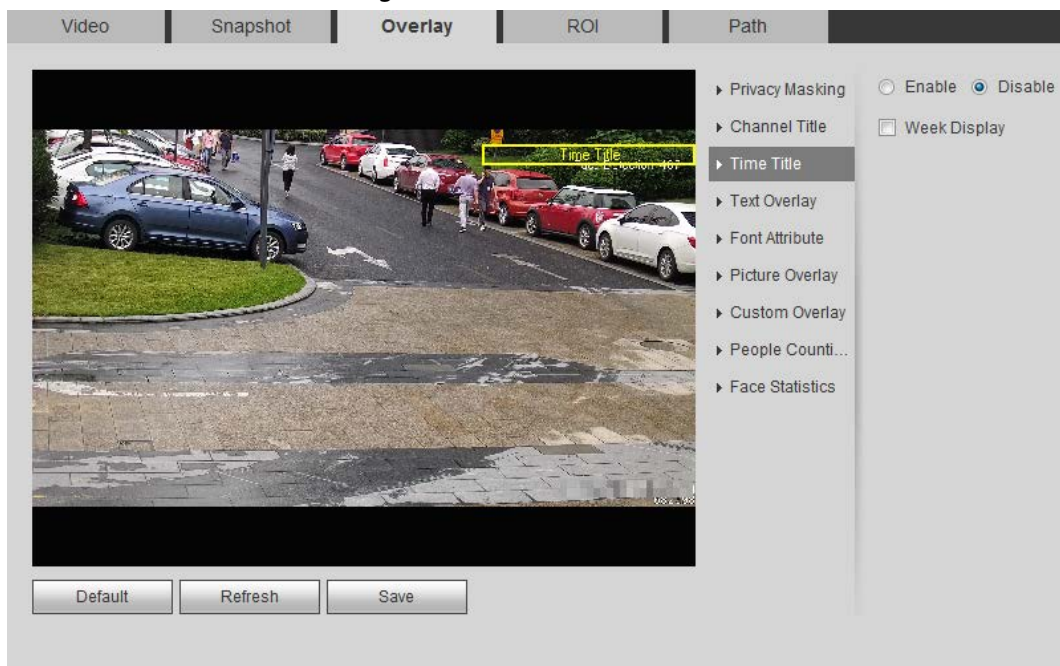 Video Snapshot Overlay ROI Path
Privacy Masking
Channel Title
Time Title
Text Overlay
Font Attribute
Picture Overlay
Custom Overlay
People Counti...
Face Statistics
Enable Disable
Week Display
Time Title
Default Refresh Save